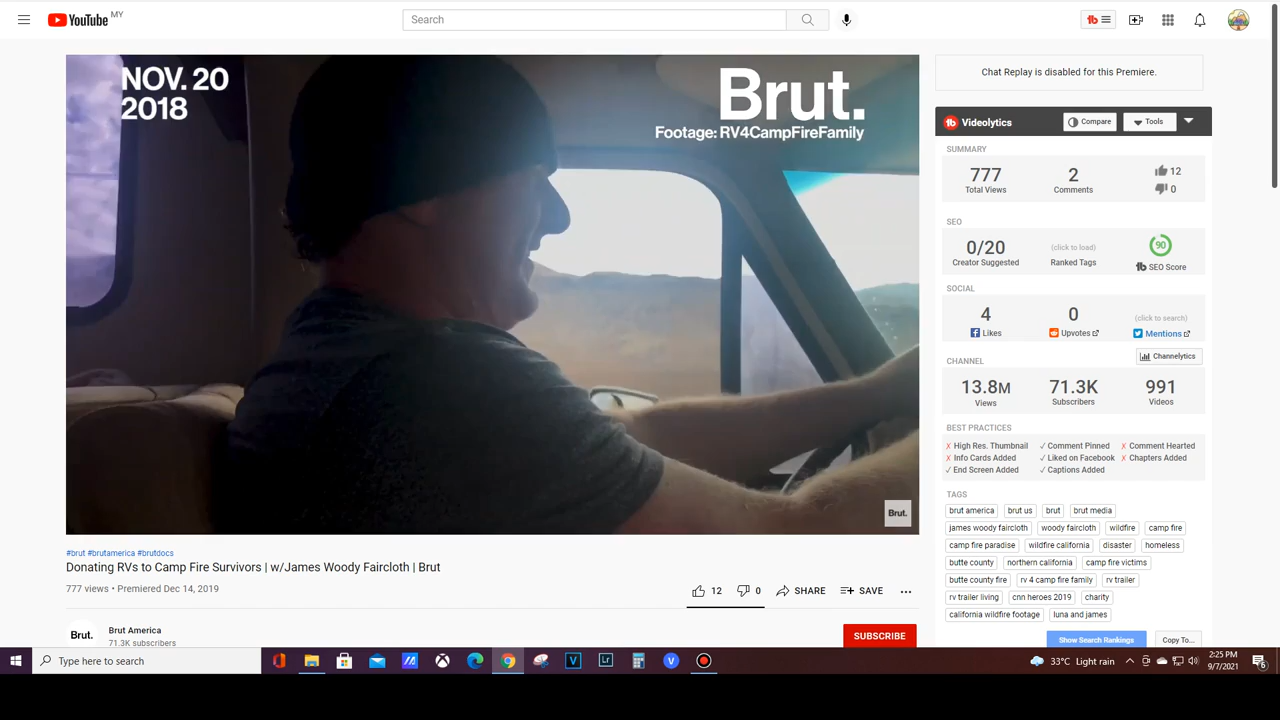 YouTube MY
Search
NOV. 20
2018
Brut.
Footage: RV4CampFireFamily
Brut.
#brut #brutamerica #brutdocs
Donating RVs to Camp Fire Survivors | w/James Woody Faircloth | Brut
777 views • Premiered Dec 14, 2019
12 0 SHARE SAVE
Brut. Brut America
71.3K subscribers
SUBSCRIBE
Chat Replay is disabled for this Premiere.
tb Videolytics Compare Tools
SUMMARY
777 2 12
Total Views Comments 0
SEO
0/20 (click to load) 90
Creator Suggested Ranked Tags tb SEO Score
SOCIAL
4 0 (click to search)
Likes Upvotes Mentions
CHANNEL Channelytics
13.8M 71.3K 991
Views Subscribers Videos
BEST PRACTICES
✗ High Res. Thumbnail ✓ Comment Pinned ✗ Comment Hearted
✗ Info Cards Added ✓ Liked on Facebook ✗ Chapters Added
✓ End Screen Added ✓ Captions Added
TAGS
brut america brut us brut brut media
james woody faircloth woody faircloth wildfire camp fire
camp fire paradise wildfire california disaster homeless
butte county northern california camp fire victims
butte county fire rv 4 camp fire family rv trailer
rv trailer living cnn heroes 2019 charity
california wildfire footage luna and james
Show Search Rankings Copy To...
Type here to search
33°C Light rain
2:25 PM
9/7/2021
6